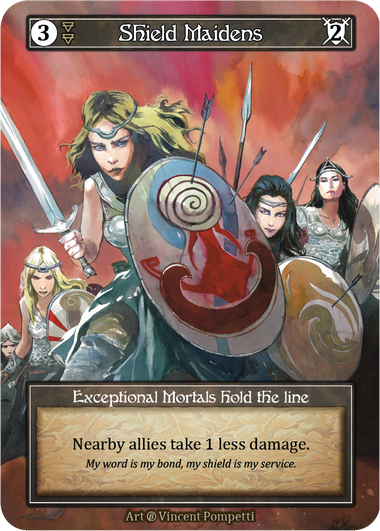 3 Shield Maidens 2
Exceptional Mortals hold the line
Nearby allies take 1 less damage.
My word is my bond, my shield is my service.
Art @ Vincent Pompetti